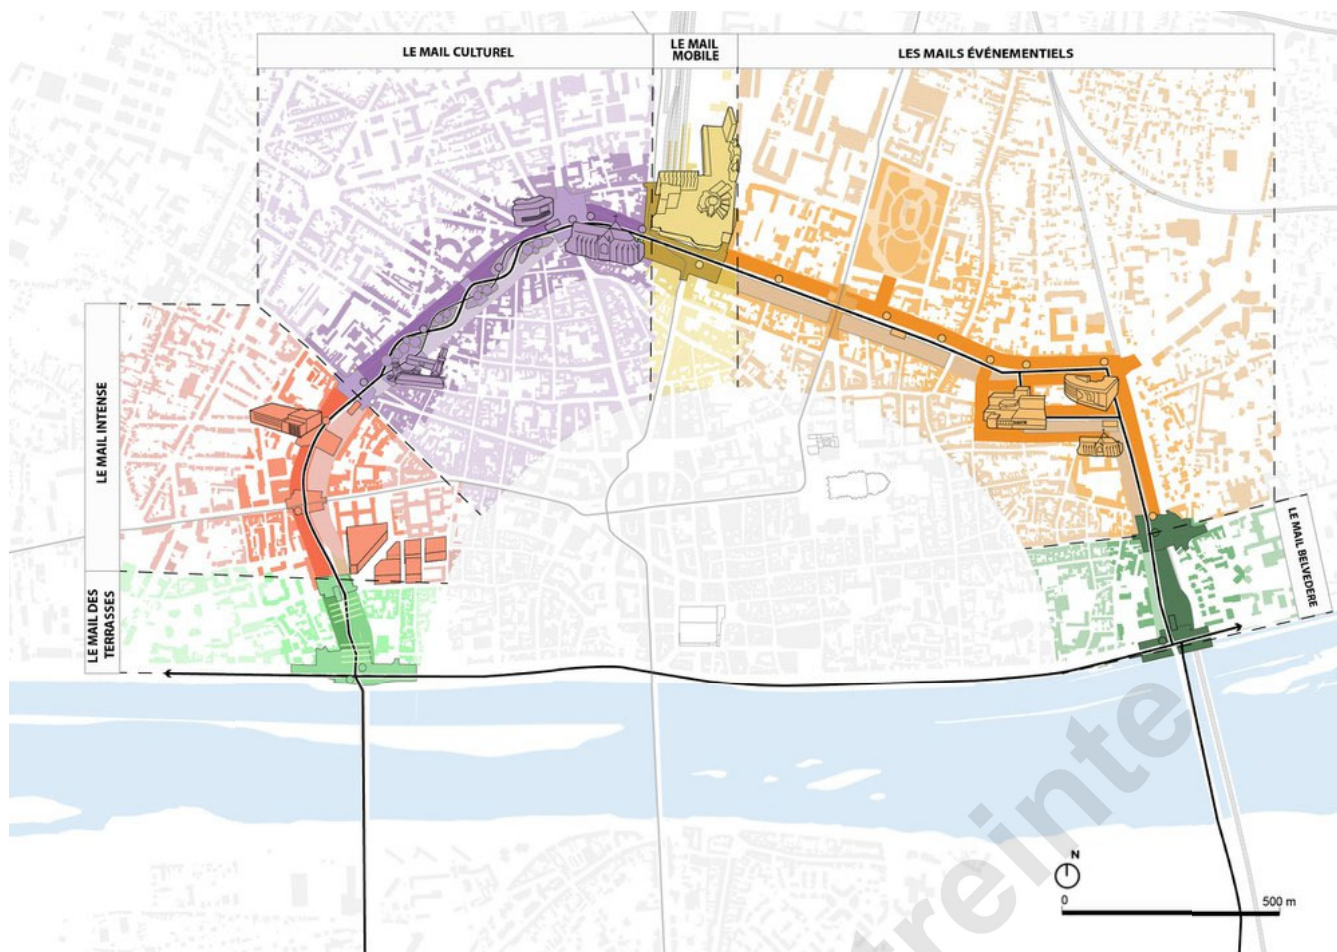 LE MAIL CULTUREL
LE MAIL
MOBILE
LES MAILS ÉVÉNEMENTIELS
LE MAIL INTENSE
LE MAIL DES
TERRASSES
LE MAIL BELVEDERE
N
0
500 m
treinte